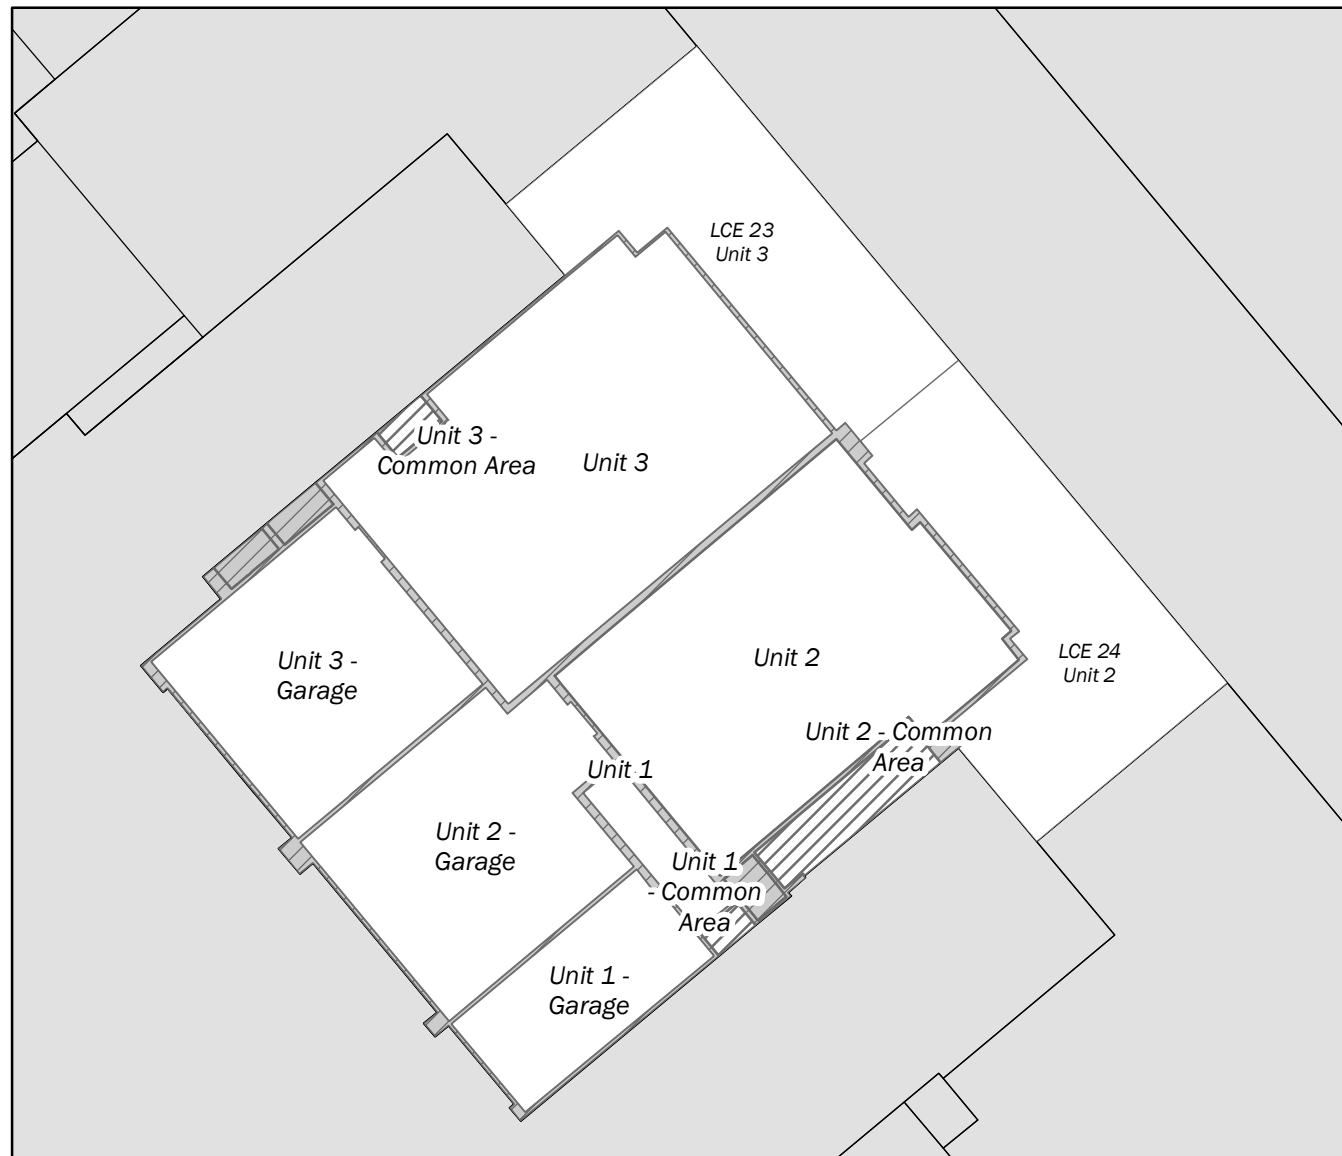 LCE 23
Unit 3
Unit 3 -
Common Area
Unit 3
Unit 3 -
Garage
Unit 2
LCE 24
Unit 2
Unit 2 - Common
Area
Unit 1
Unit 2 -
Garage
Unit 1
- Common
Area
Unit 1 -
Garage